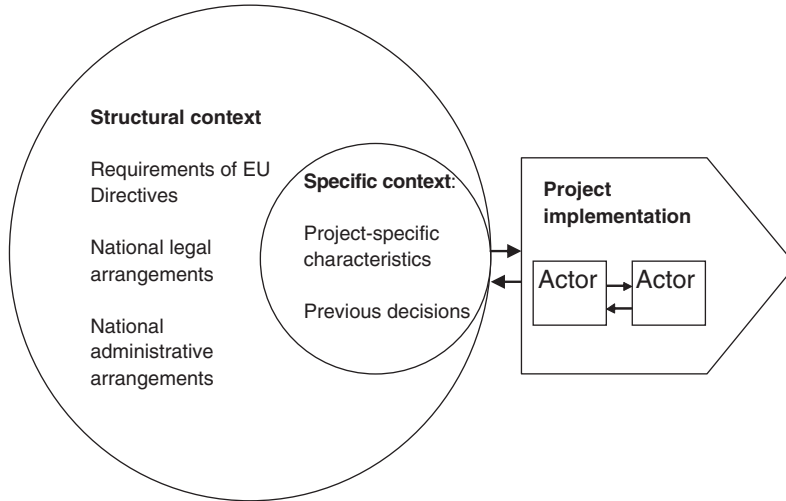 Structural context
Requirements of EU
Directives
National legal
arrangements
National
administrative
arrangements
Specific context:
Project-specific
characteristics
Previous decisions
Project
implementation
Actor
Actor